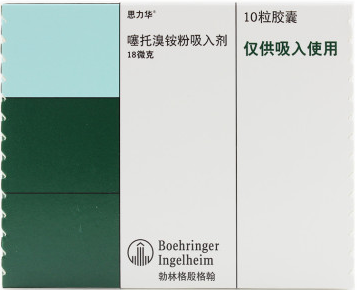 思力华®
噻托溴铵粉吸入剂
18微克
10粒胶囊
仅供吸入使用
Boehringer
Ingelheim
勃林格殷格翰